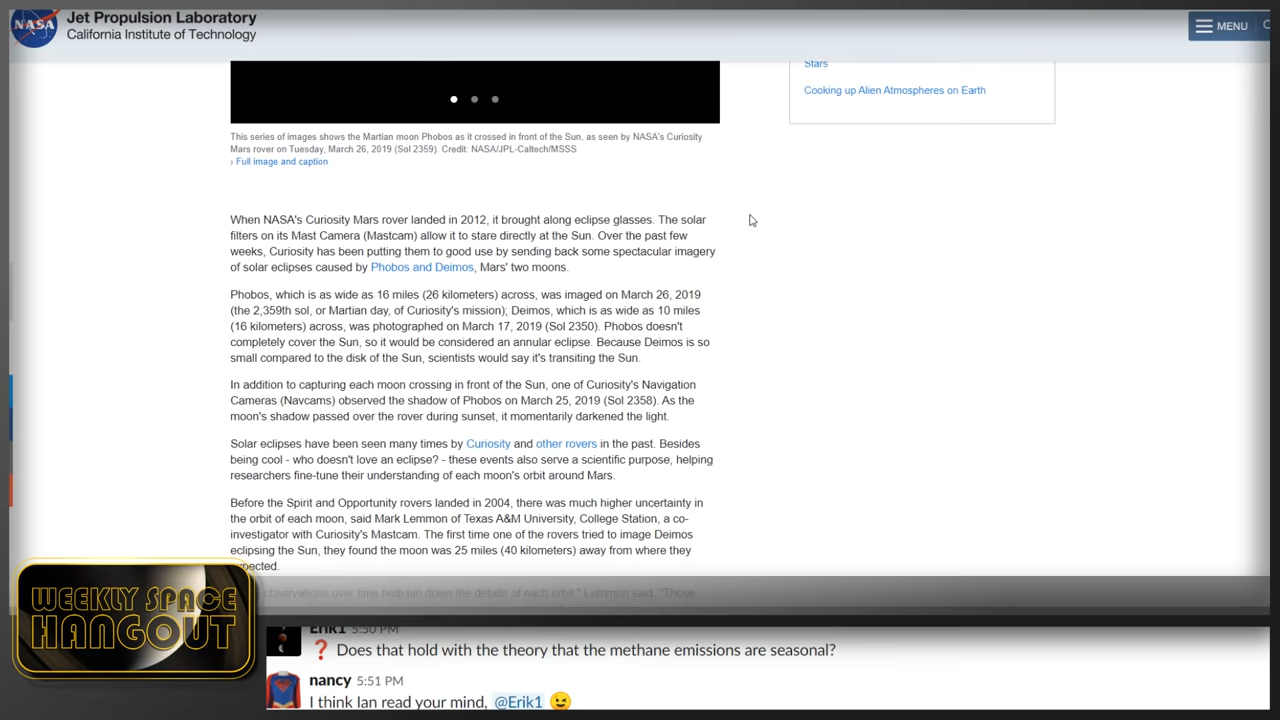 NASA
Jet Propulsion Laboratory
California Institute of Technology
MENU
Stars
Cooking up Alien Atmospheres on Earth
This series of images shows the Martian moon Phobos as it crossed in front of the Sun, as seen by NASA's Curiosity
Mars rover on Tuesday, March 26, 2019 (Sol 2359). Credit: NASA/JPL-Caltech/MSSS
› Full image and caption
When NASA's Curiosity Mars rover landed in 2012, it brought along eclipse glasses. The solar
filters on its Mast Camera (Mastcam) allow it to stare directly at the Sun. Over the past few
weeks, Curiosity has been putting them to good use by sending back some spectacular imagery
of solar eclipses caused by Phobos and Deimos, Mars' two moons.
Phobos, which is as wide as 16 miles (26 kilometers) across, was imaged on March 26, 2019
(the 2,359th sol, or Martian day, of Curiosity's mission); Deimos, which is as wide as 10 miles
(16 kilometers) across, was photographed on March 17, 2019 (Sol 2350). Phobos doesn't
completely cover the Sun, so it would be considered an annular eclipse. Because Deimos is so
small compared to the disk of the Sun, scientists would say it's transiting the Sun.
In addition to capturing each moon crossing in front of the Sun, one of Curiosity's Navigation
Cameras (Navcams) observed the shadow of Phobos on March 25, 2019 (Sol 2358). As the
moon's shadow passed over the rover during sunset, it momentarily darkened the light.
Solar eclipses have been seen many times by Curiosity and other rovers in the past. Besides
being cool - who doesn't love an eclipse? - these events also serve a scientific purpose, helping
researchers fine-tune their understanding of each moon's orbit around Mars.
Before the Spirit and Opportunity rovers landed in 2004, there was much higher uncertainty in
the orbit of each moon, said Mark Lemmon of Texas A&M University, College Station, a co-
investigator with Curiosity's Mastcam. The first time one of the rovers tried to image Deimos
eclipsing the Sun, they found the moon was 25 miles (40 kilometers) away from where they
expected.
observations over time help pin down the details of each orbit," Lemmon said. "Those
WEEKLY SPACE
HANGOUT
Erik1 5:50 PM
❓ Does that hold with the theory that the methane emissions are seasonal?
nancy 5:51 PM
I think Ian read your mind, @Erik1 😉